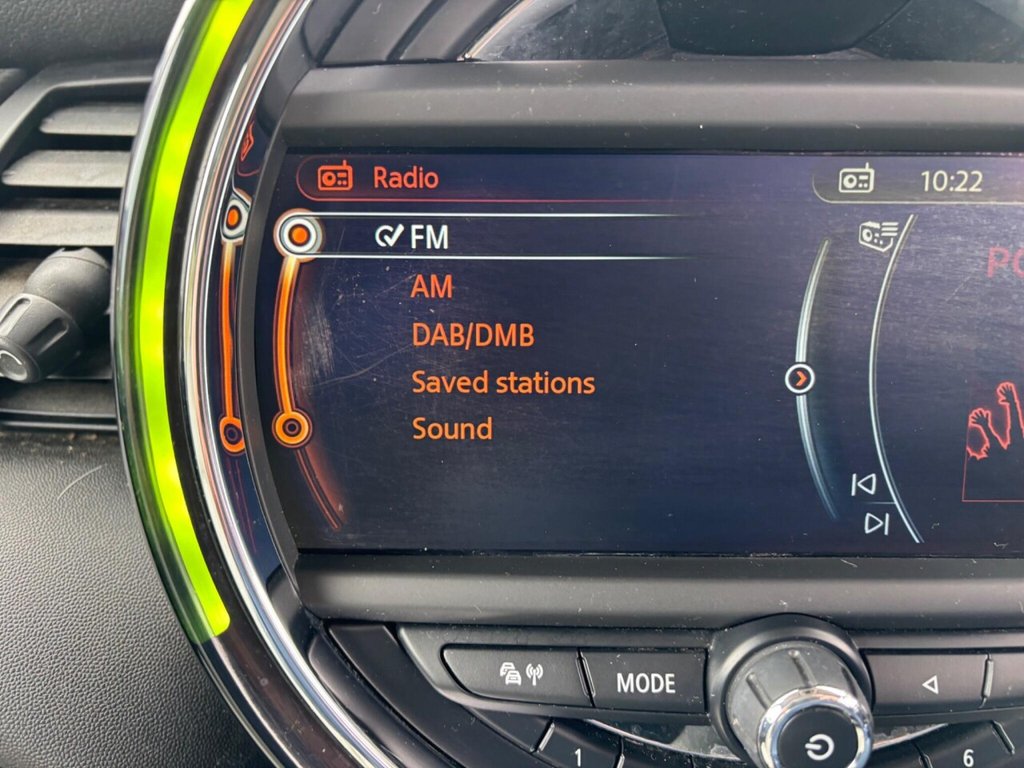 Radio
10:22
FM
AM
DAB/DMB
Saved stations
Sound
MODE
1
6